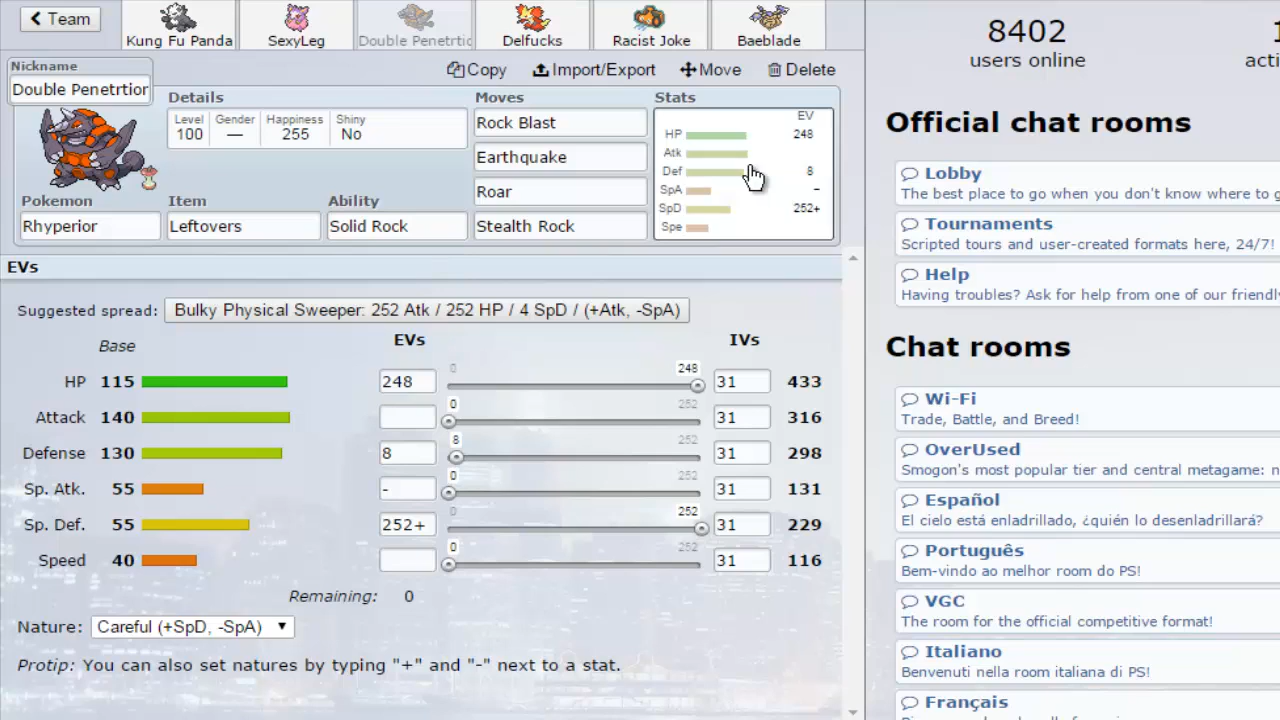 Team
Kung Fu Panda
SexyLeg
Double Penetrtic
Delfucks
Racist Joke
Baeblade
Nickname
Double Penetrtior
Copy
Import/Export
Move
Delete
Details
Level
100
Gender
—
Happiness
255
Shiny
No
Pokemon
Rhyperior
Item
Leftovers
Ability
Solid Rock
Moves
Rock Blast
Earthquake
Roar
Stealth Rock
Stats
EV
HP 248
Atk
Def 8
SpA –
SpD 252+
Spe
EVs
Suggested spread: Bulky Physical Sweeper: 252 Atk / 252 HP / 4 SpD / (+Atk, -SpA)
Base EVs IVs
HP 115 248 0 248 31 433
Attack 140 0 252 31 316
Defense 130 8 8 252 31 298
Sp. Atk. 55 - 0 252 31 131
Sp. Def. 55 252+ 0 252 31 229
Speed 40 0 252 31 116
Remaining: 0
Nature: Careful (+SpD, -SpA)
Protip: You can also set natures by typing "+" and "-" next to a stat.
8402
users online
acti
Official chat rooms
Lobby
The best place to go when you don't know where to g
Tournaments
Scripted tours and user-created formats here, 24/7!
Help
Having troubles? Ask for help from one of our friendly
Chat rooms
Wi-Fi
Trade, Battle, and Breed!
OverUsed
Smogon's most popular tier and central metagame: n
Español
El cielo está enladrillado, ¿quién lo desenladrillará?
Português
Bem-vindo ao melhor room do PS!
VGC
The room for the official competitive format!
Italiano
Benvenuti nella room italiana di PS!
Français